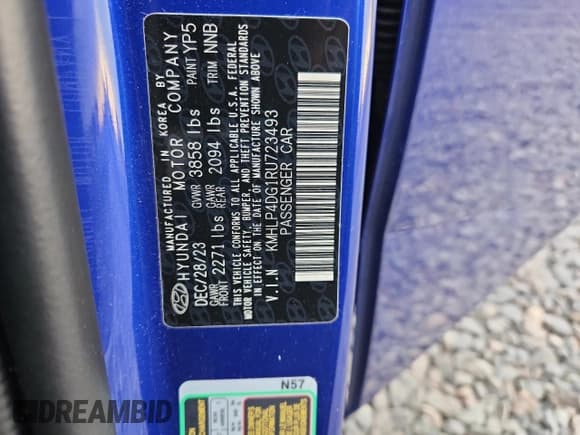 MANUFACTURED IN KOREA BY
HYUNDAI MOTOR COMPANY
DEC/28/23 GVWR 3858 lbs PAINT YP5
GAWR FRONT 2271 lbs GAWR REAR 2094 lbs TRIM NNB
THIS VEHICLE CONFORMS TO ALL APPLICABLE U.S.A. FEDERAL
MOTOR VEHICLE SAFETY, BUMPER, AND THEFT PREVENTION STANDARDS
IN EFFECT ON THE DATE OF MANUFACTURE SHOWN ABOVE
V.I.N KMHLP4DG1RU723493
PASSENGER CAR
N57
DREAMBID